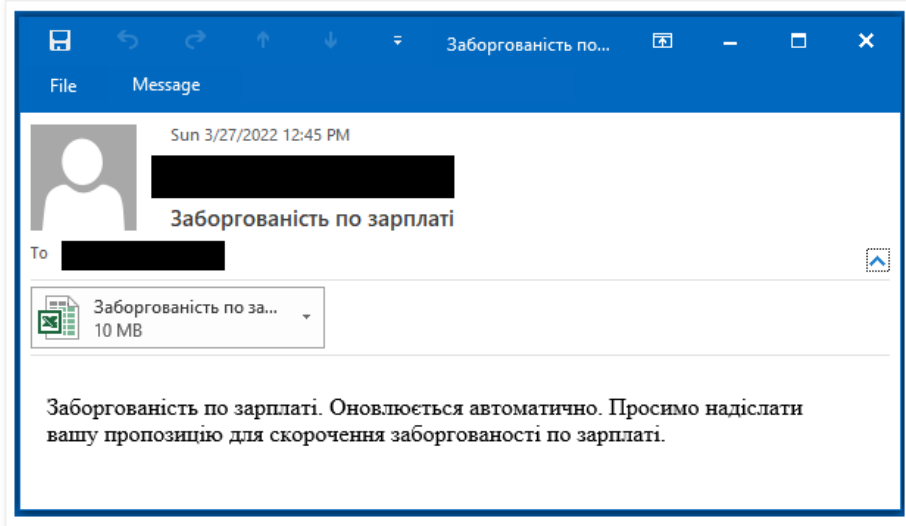 Заборгованість по...
File Message
Sun 3/27/2022 12:45 PM
Заборгованість по зарплаті
To
Заборгованість по за...
10 MB
Заборгованість по зарплаті. Оновлюється автоматично. Просимо надіслати
вашу пропозицію для скорочення заборгованості по зарплаті.